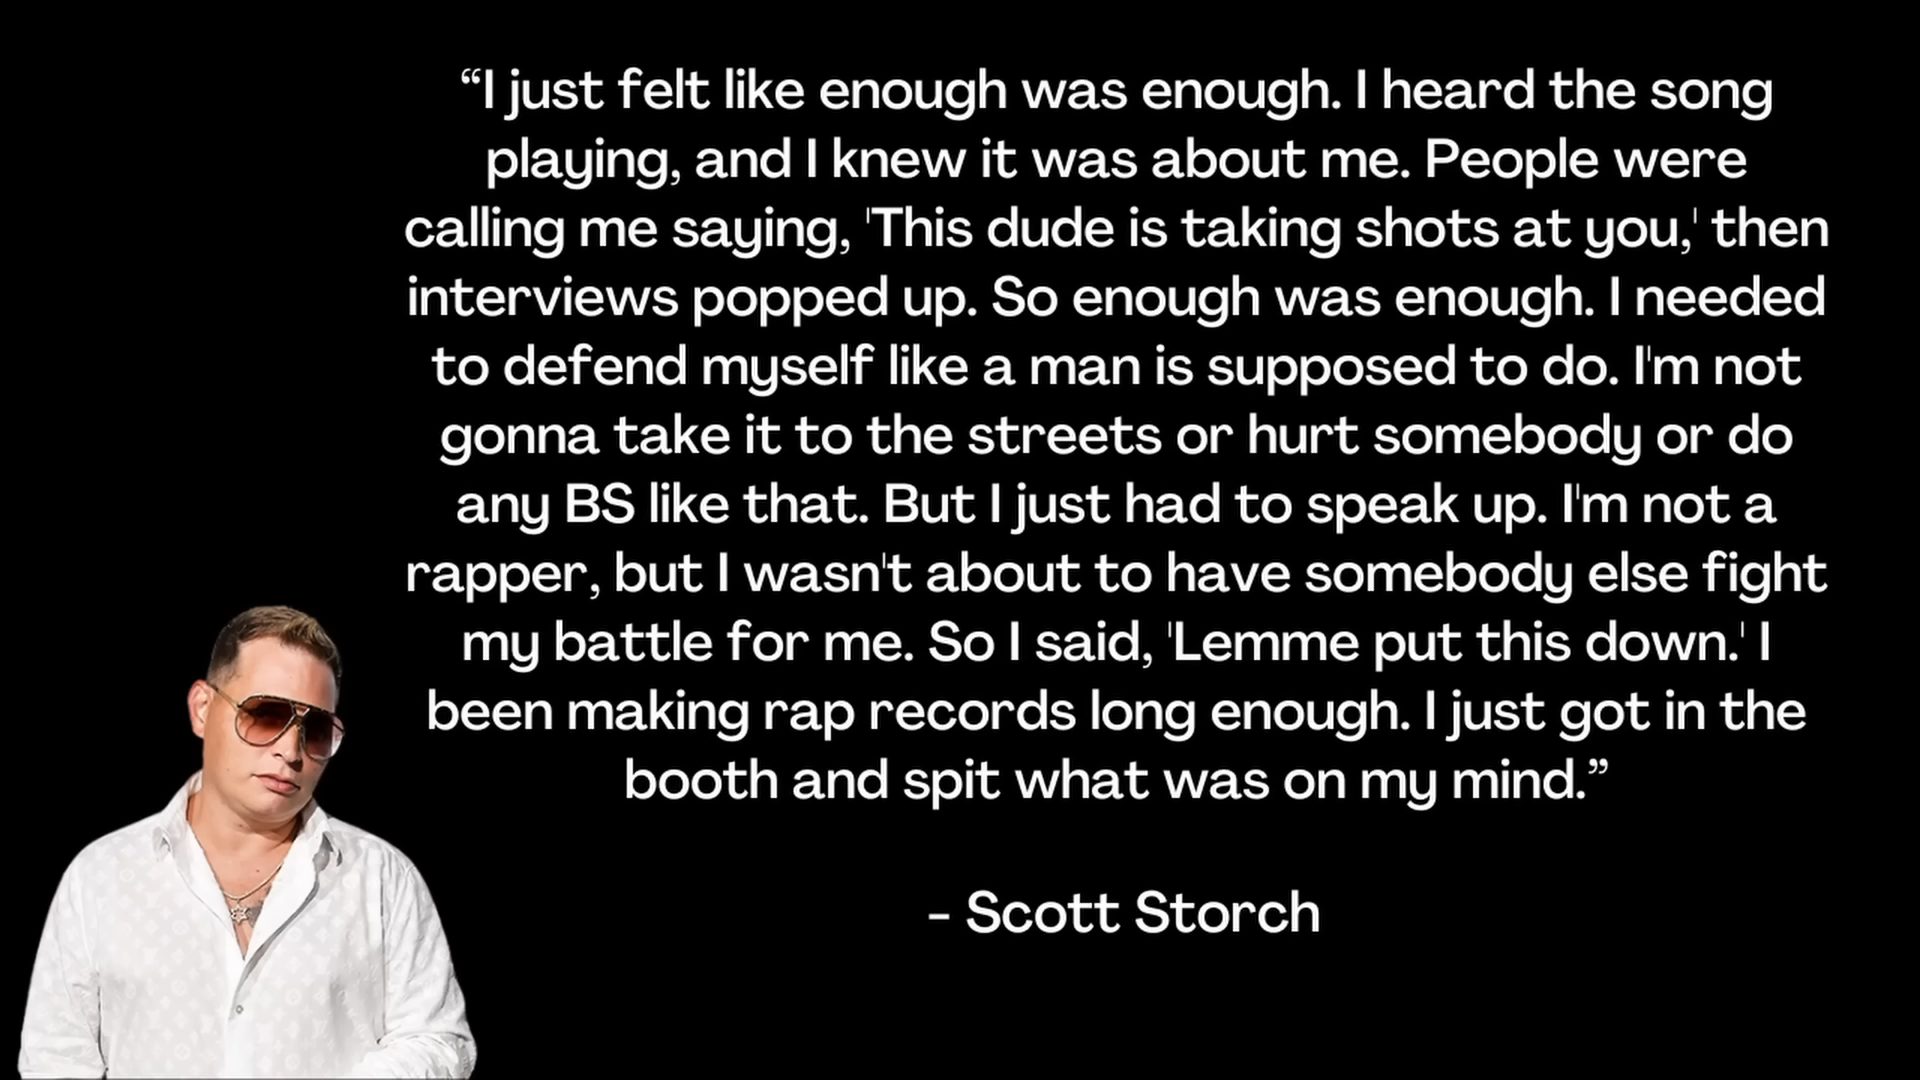 “I just felt like enough was enough. I heard the song
playing, and I knew it was about me. People were
calling me saying, 'This dude is taking shots at you,' then
interviews popped up. So enough was enough. I needed
to defend myself like a man is supposed to do. I'm not
gonna take it to the streets or hurt somebody or do
any BS like that. But I just had to speak up. I'm not a
rapper, but I wasn't about to have somebody else fight
my battle for me. So I said, 'Lemme put this down.' I
been making rap records long enough. I just got in the
booth and spit what was on my mind.”
– Scott Storch